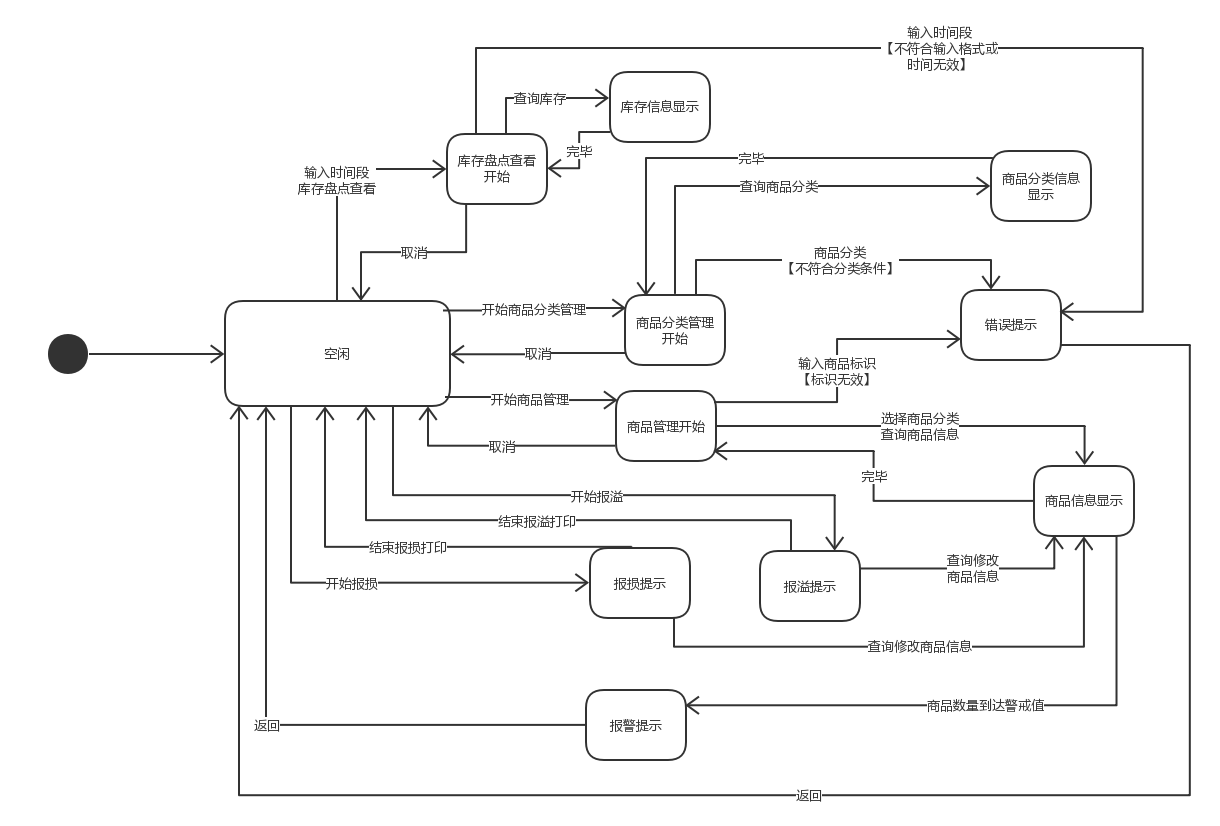 输入时间段
【不符合输入格式或
时间无效】
查询库存
库存信息显示
完毕
库存盘点查看
开始
输入时间段
库存盘点查看
完毕
商品分类信息
显示
查询商品分类
取消
商品分类
【不符合分类条件】
开始商品分类管理
商品分类管理
开始
错误提示
空闲
取消
输入商品标识
【标识无效】
开始商品管理
商品管理开始
选择商品分类
查询商品信息
取消
完毕
开始报溢
商品信息显示
结束报溢打印
结束报损打印
查询修改
商品信息
开始报损
报损提示
报溢提示
查询修改商品信息
商品数量到达警戒值
返回
报警提示
返回